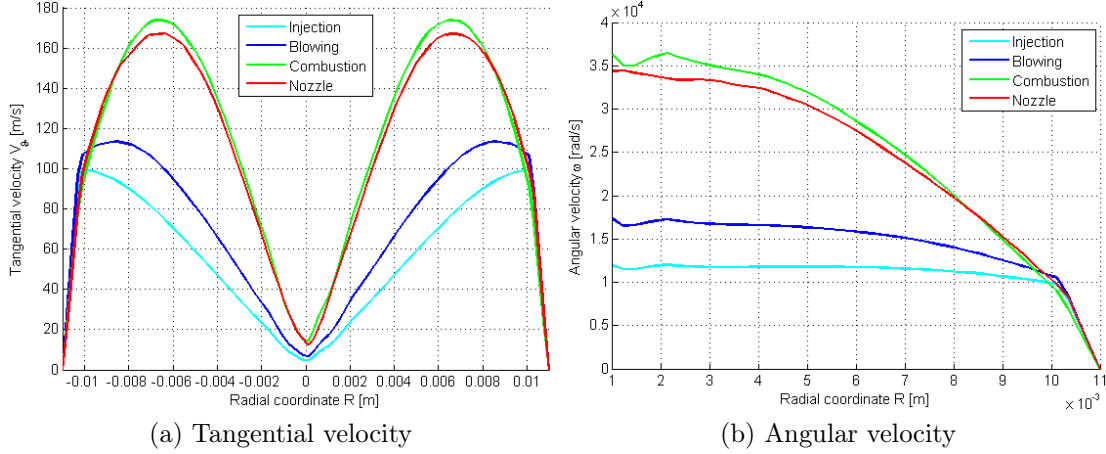 180
160
140
120
100
80
60
40
20
0
Tangential velocity V_ϑ [m/s]
Injection
Blowing
Combustion
Nozzle
-0.01 -0.008 -0.006 -0.004 -0.002 0 0.002 0.004 0.006 0.008 0.01
Radial coordinate R [m]
(a) Tangential velocity
× 10⁴
4
3.5
3
2.5
2
1.5
1
0.5
0
Angular velocity ω [rad/s]
Injection
Blowing
Combustion
Nozzle
1 2 3 4 5 6 7 8 9 10 11
Radial coordinate R [m]
× 10⁻³
(b) Angular velocity